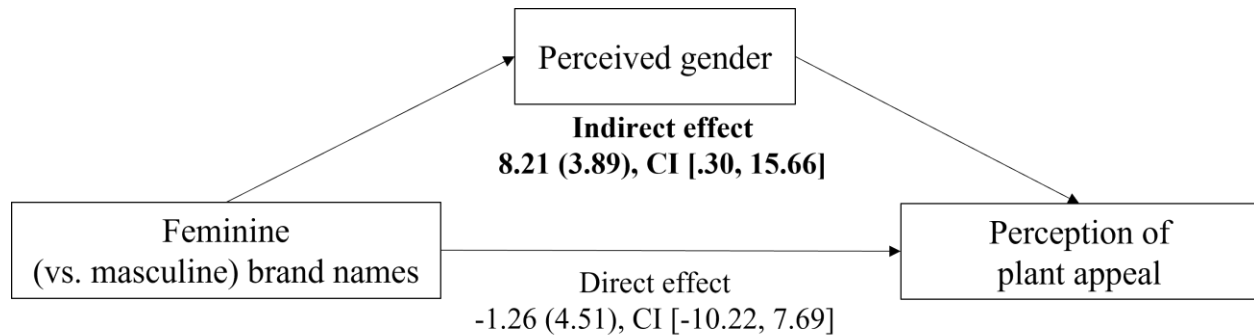 Perceived gender
Indirect effect
8.21 (3.89), CI [.30, 15.66]
Feminine
(vs. masculine) brand names
Direct effect
-1.26 (4.51), CI [-10.22, 7.69]
Perception of
plant appeal